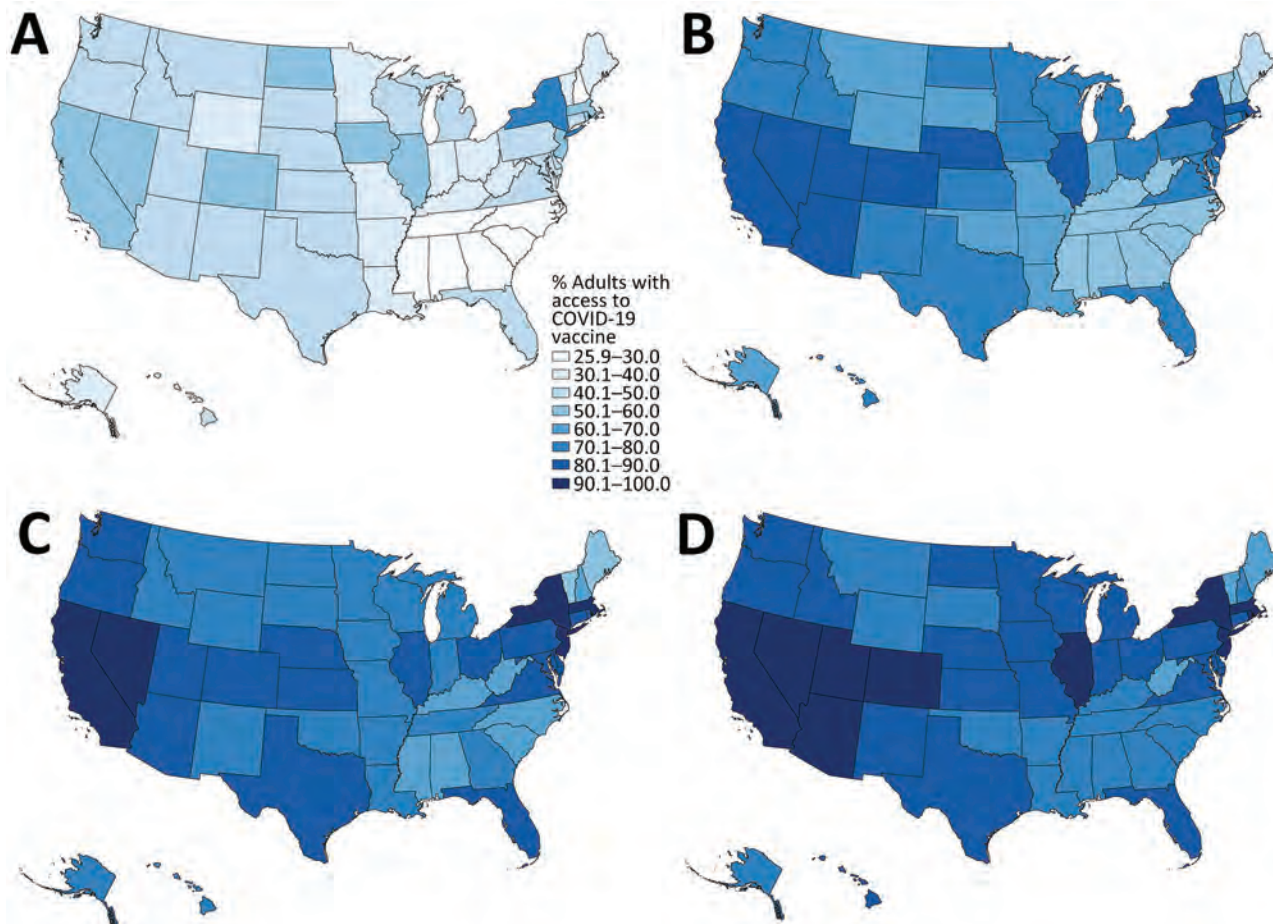 A
B
% Adults with
access to
COVID-19
vaccine
25.9–30.0
30.1–40.0
40.1–50.0
50.1–60.0
60.1–70.0
70.1–80.0
80.1–90.0
90.1–100.0
C
D